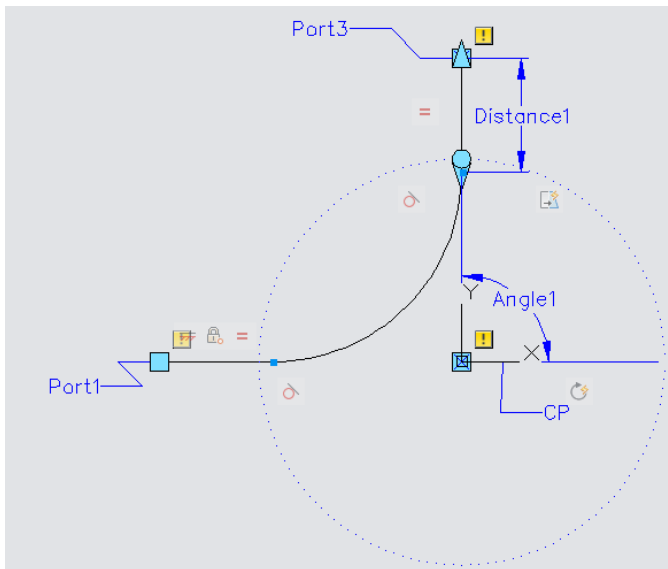 Port3
!
=
Distance1
Y
Angle1
!
=
!
X
Port1
CP